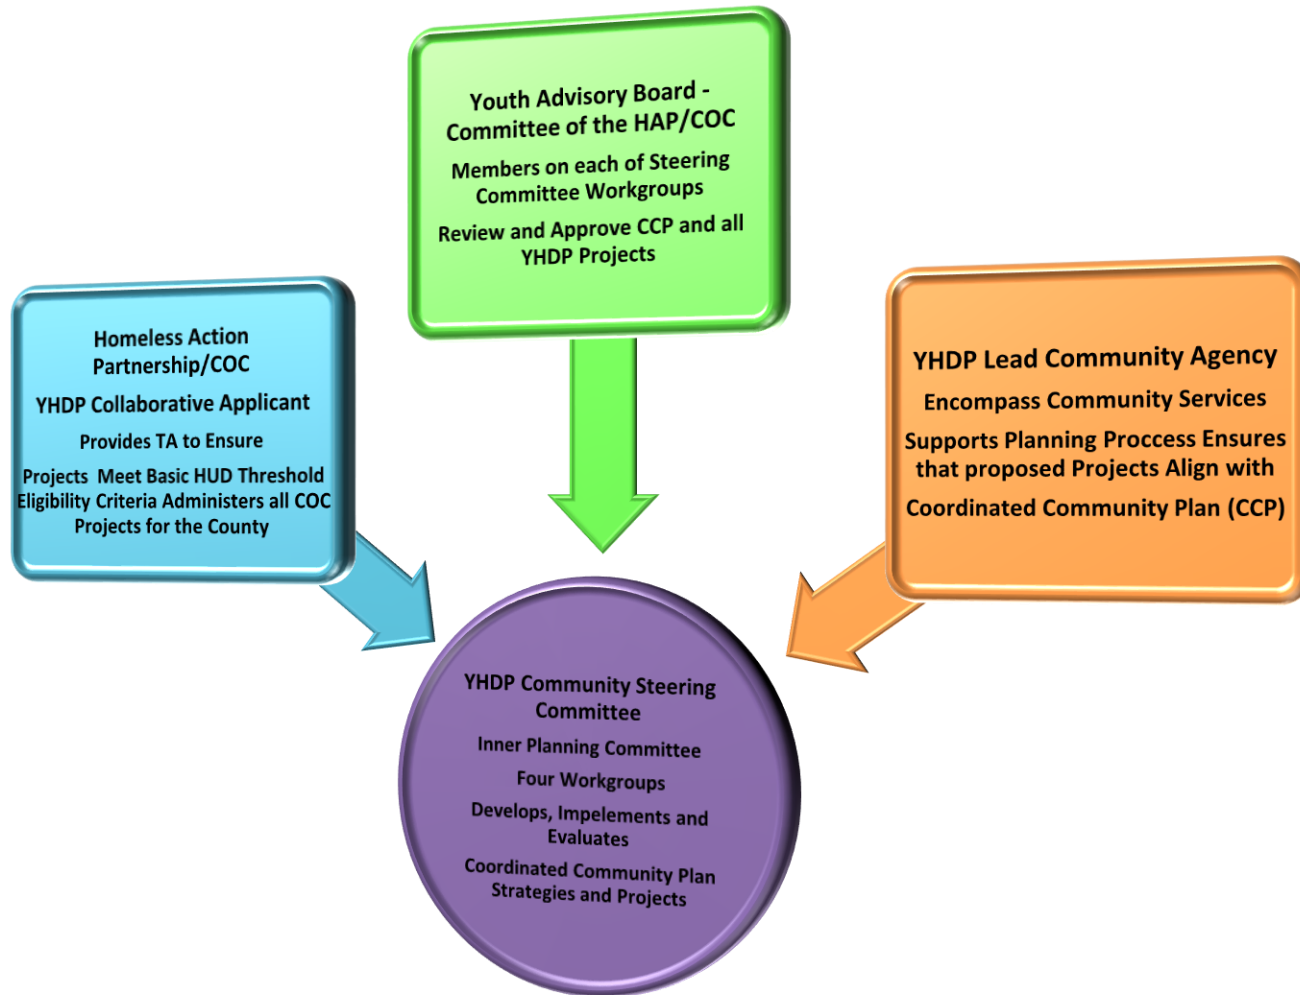 Youth Advisory Board -
Committee of the HAP/COC
Members on each of Steering
Committee Workgroups
Review and Approve CCP and all
YHDP Projects
Homeless Action
Partnership/COC
YHDP Collaborative Applicant
Provides TA to Ensure
Projects  Meet Basic HUD Threshold
Eligibility Criteria Administers all COC
Projects for the County
YHDP Lead Community Agency
Encompass Community Services
Supports Planning Proccess Ensures
that proposed Projects Align with
Coordinated Community Plan (CCP)
YHDP Community Steering
Committee
Inner Planning Committee
Four Workgroups
Develops, Impelements and
Evaluates
Coordinated Community Plan
Strategies and Projects